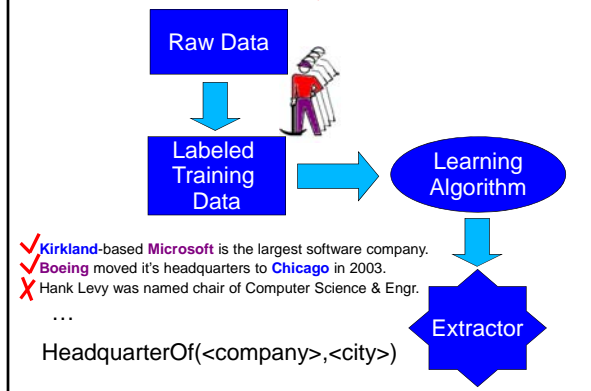 Raw Data
Labeled
Training
Data
Learning
Algorithm
Kirkland-based Microsoft is the largest software company.
Boeing moved it's headquarters to Chicago in 2003.
Hank Levy was named chair of Computer Science & Engr.
…
Extractor
HeadquarterOf(<company>,<city>)